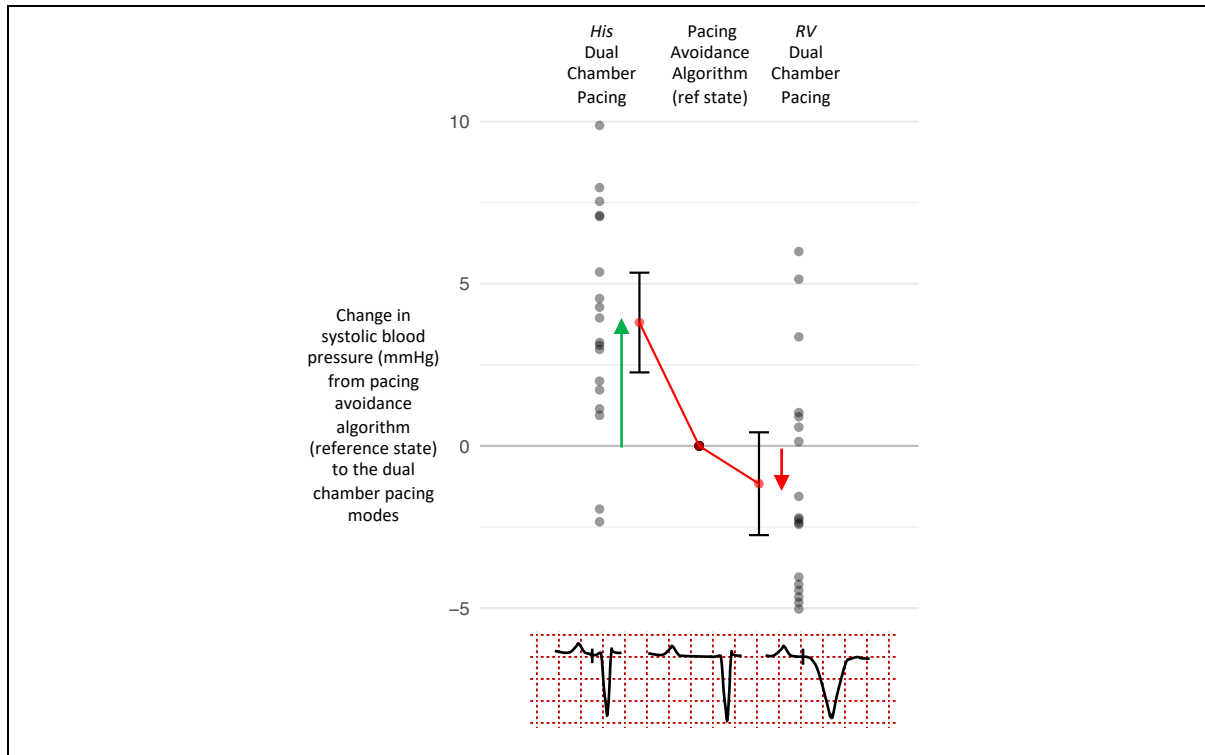 His
Dual
Chamber
Pacing
Pacing
Avoidance
Algorithm
(ref state)
RV
Dual
Chamber
Pacing
10
5
0
−5
Change in
systolic blood
pressure (mmHg)
from pacing
avoidance
algorithm
(reference state)
to the dual
chamber pacing
modes